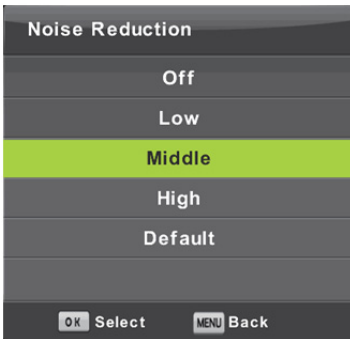 Noise Reduction
Off
Low
Middle
High
Default
OK Select MENU Back